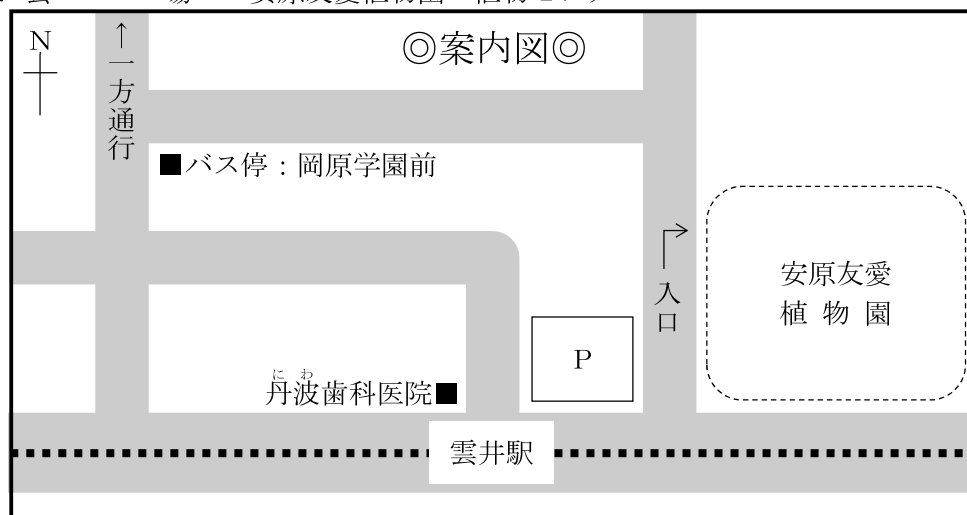 N
◎案内図◎
↑一方通行
■バス停：岡原学園前
安原友愛
植物園
入口
P
にわ
丹波歯科医院■
雲井駅